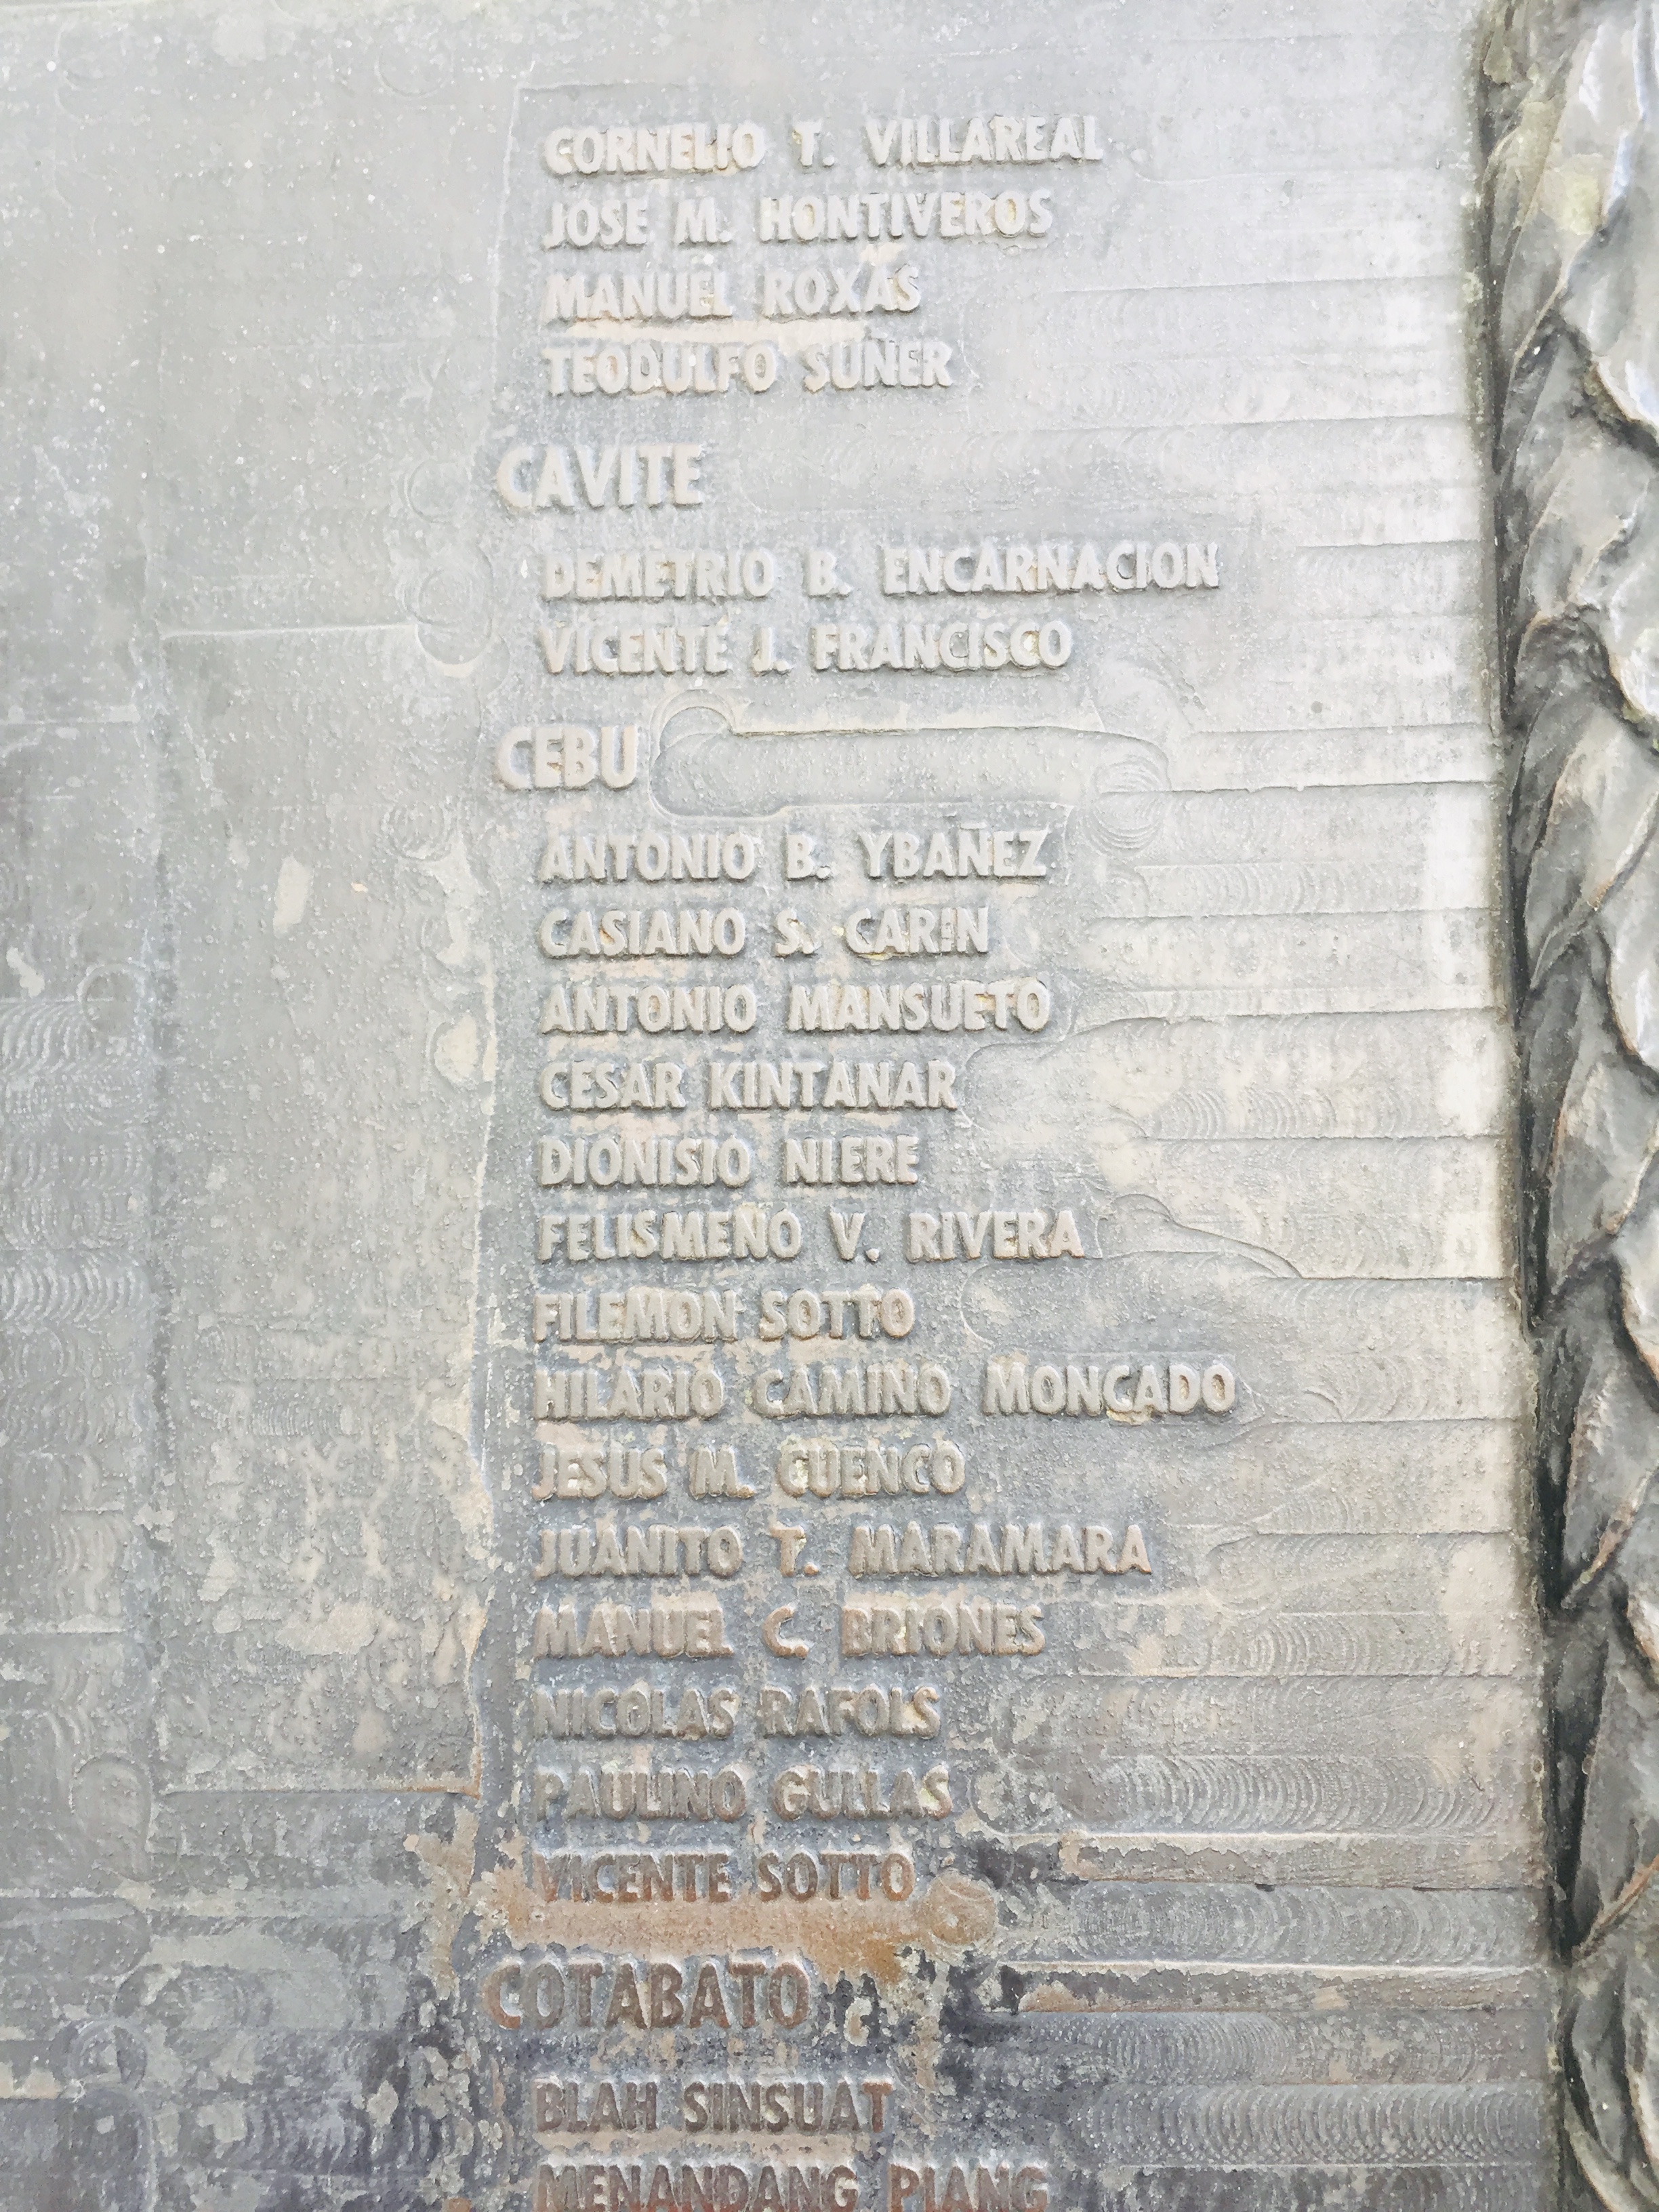 CORNELIO T. VILLAREAL
JOSE M. HONTIVEROS
MANUEL ROXAS
TEODULFO SUÑER
CAVITE
DEMETRIO B. ENCARNACION
VICENTE J. FRANCISCO
CEBU
ANTONIO B. YBAÑEZ
CASIANO S. CARIN
ANTONIO MANSUETO
CESAR KINTANAR
DIONISIO NIERE
FELISMENO V. RIVERA
FILEMON SOTTO
HILARIO CAMINO MONCADO
JESUS M. CUENCO
JUANITO T. MARAMARA
MANUEL C. BRIONES
NICOLAS RAFOLS
PAULINO GULLAS
VICENTE SOTTO
COTABATO
BLAH SINSUAT
MENANDANG PIANG